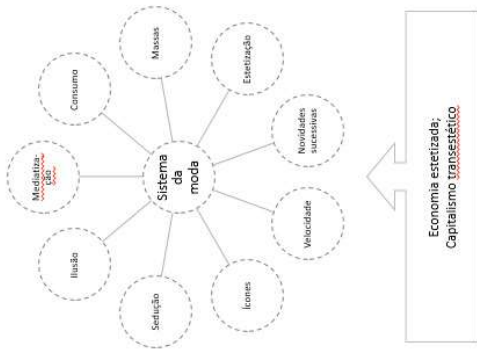 Sistema
da
moda
Mediatiza-
ção
Consumo
Massas
Estetização
Novidades
sucessivas
Velocidade
Ícones
Sedução
Ilusão
Economia estetizada;
Capitalismo transestético